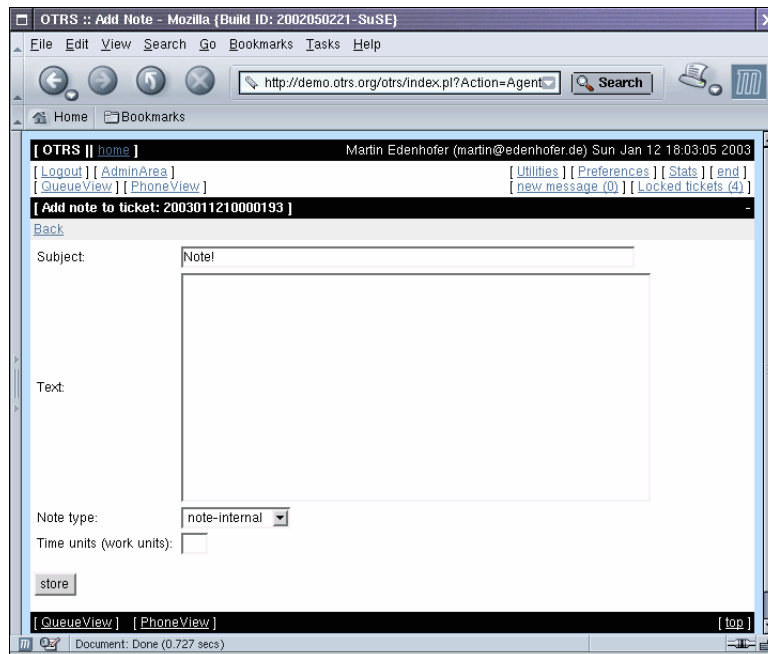 OTRS :: Add Note - Mozilla {Build ID: 2002050221-SuSE}
File Edit View Search Go Bookmarks Tasks Help
http://demo.otrs.org/otrs/index.pl?Action=Agent Search
Home Bookmarks
[ OTRS || home ] Martin Edenhofer (martin@edenhofer.de) Sun Jan 12 18:03:05 2003
[ Logout ] [ AdminArea ] [ Utilities ] [ Preferences ] [ Stats ] [ end ]
[ QueueView ] [ PhoneView ] [ new message (0) ] [ Locked tickets (4) ]
[ Add note to ticket: 2003011210000193 ] -
Back
Subject: Note!
Text:
Note type: note-internal
Time units (work units):
store
[ QueueView ] [ PhoneView ] [ top ]
Document: Done (0.727 secs)